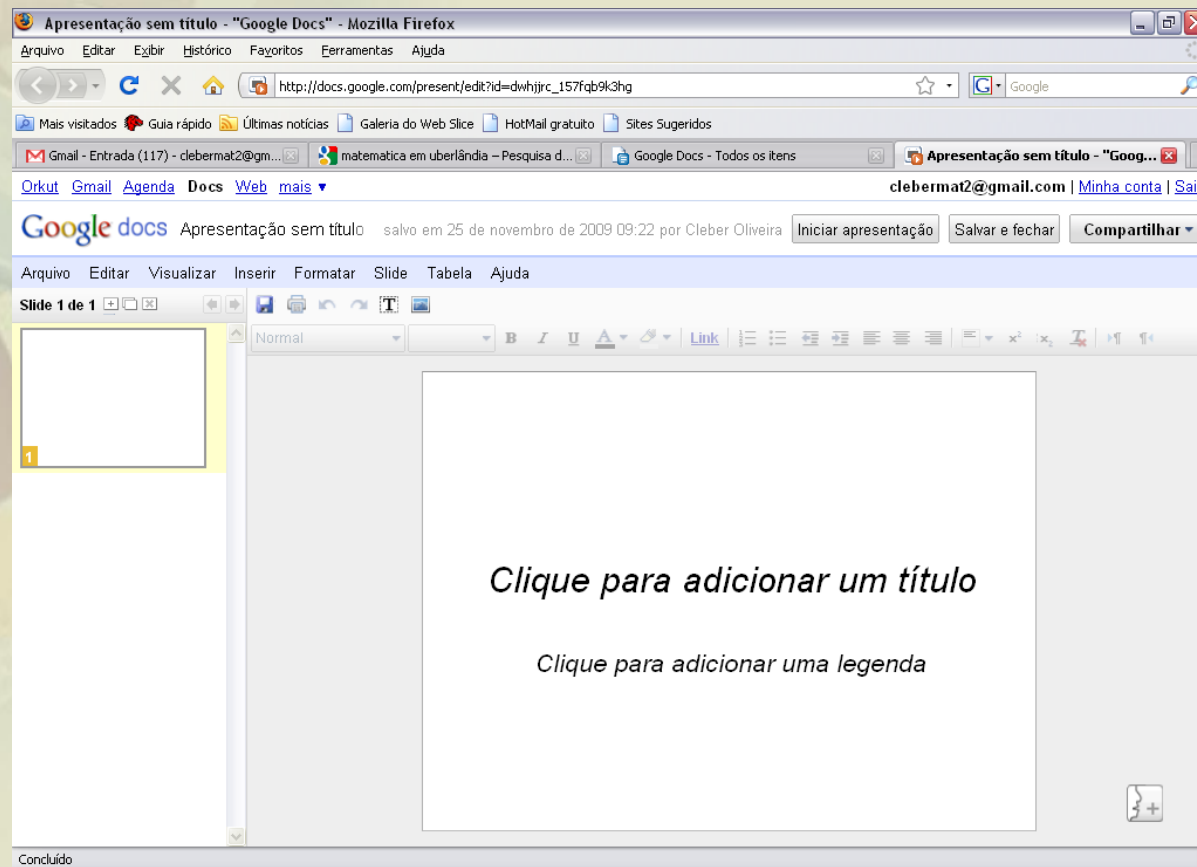 Apresentação sem título - "Google Docs" - Mozilla Firefox
Arquivo Editar Exibir Histórico Favoritos Ferramentas Ajuda
http://docs.google.com/present/edit?id=dwhjjrc_157fqb9k3hg Google
Mais visitados Guia rápido Últimas notícias Galeria do Web Slice HotMail gratuito Sites Sugeridos
Gmail - Entrada (117) - clebermat2@gm... matematica em uberlândia – Pesquisa d... Google Docs - Todos os itens Apresentação sem título - "Goog...
Orkut Gmail Agenda Docs Web mais ▼ clebermat2@gmail.com | Minha conta | Sai
Google docs Apresentação sem título salvo em 25 de novembro de 2009 09:22 por Cleber Oliveira Iniciar apresentação Salvar e fechar Compartilhar
Arquivo Editar Visualizar Inserir Formatar Slide Tabela Ajuda
Slide 1 de 1
Normal B I U A Link
1
Clique para adicionar um título
Clique para adicionar uma legenda
Concluído